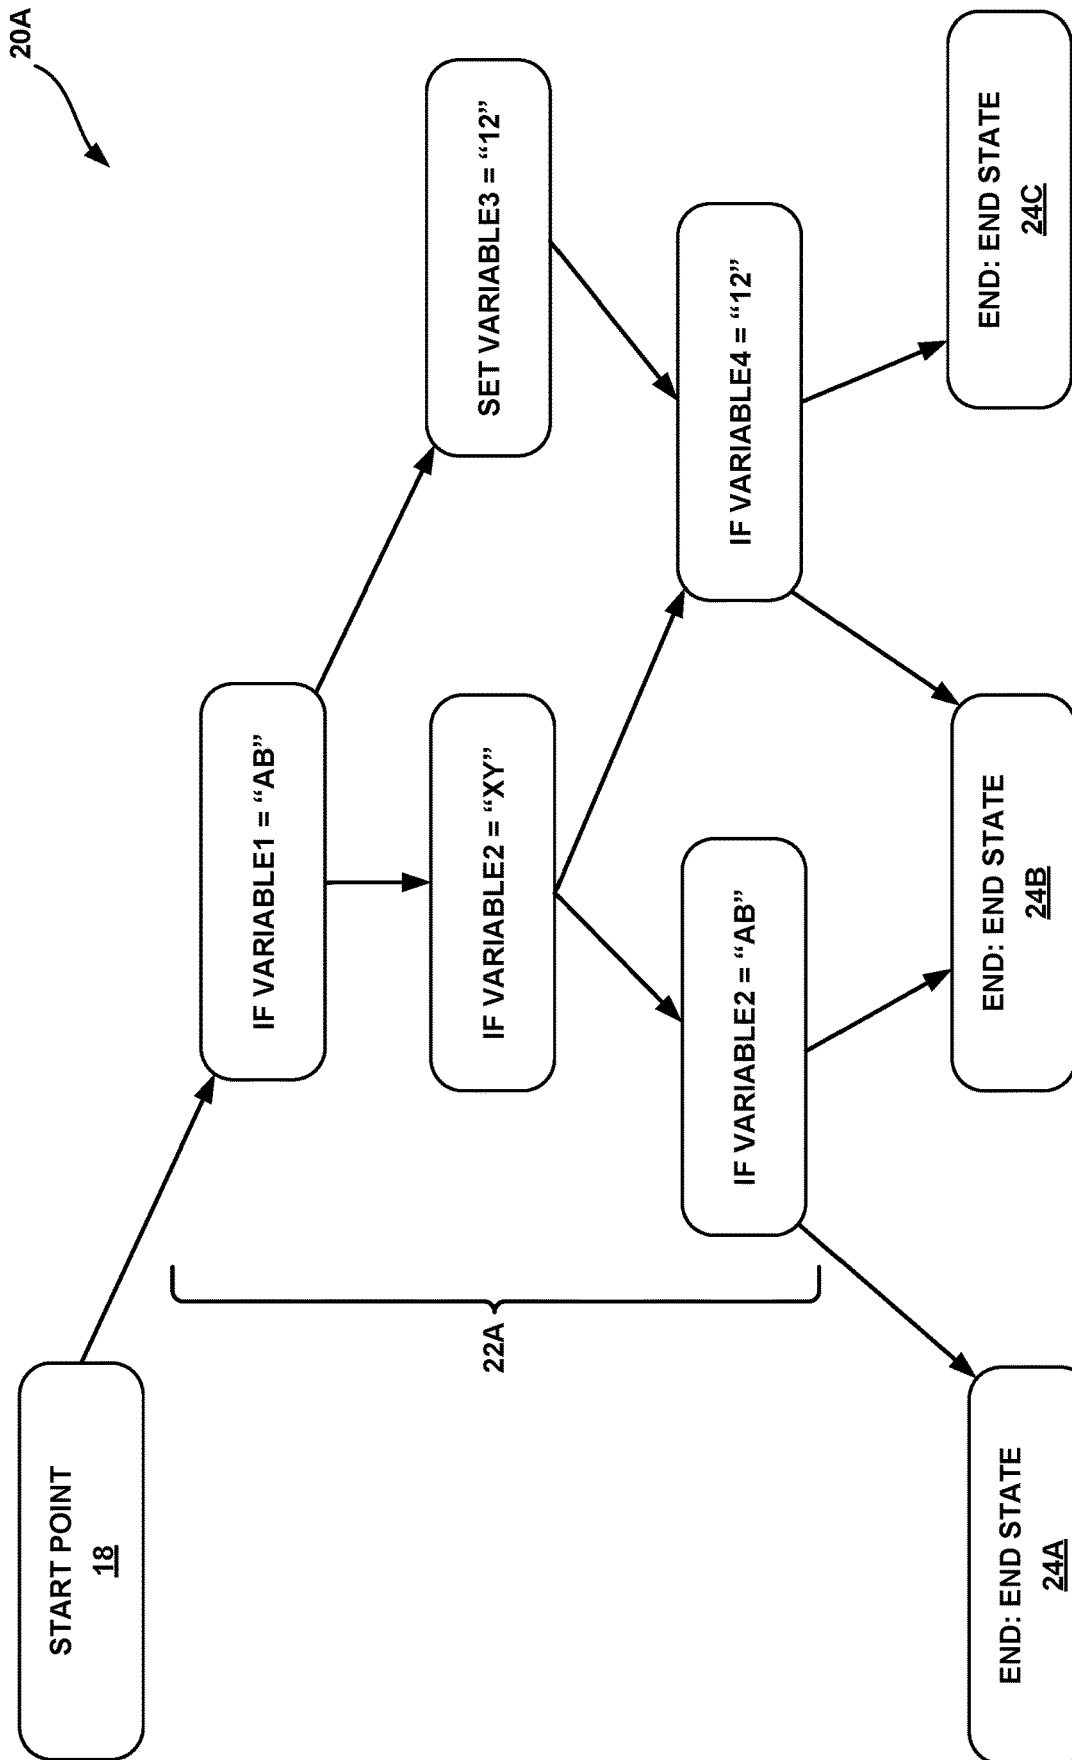 20A
START POINT
18
IF VARIABLE1 = “AB”
IF VARIABLE2 = “XY”
SET VARIABLE3 = “12”
22A
IF VARIABLE2 = “AB”
IF VARIABLE4 = “12”
END: END STATE
24A
END: END STATE
24B
END: END STATE
24C